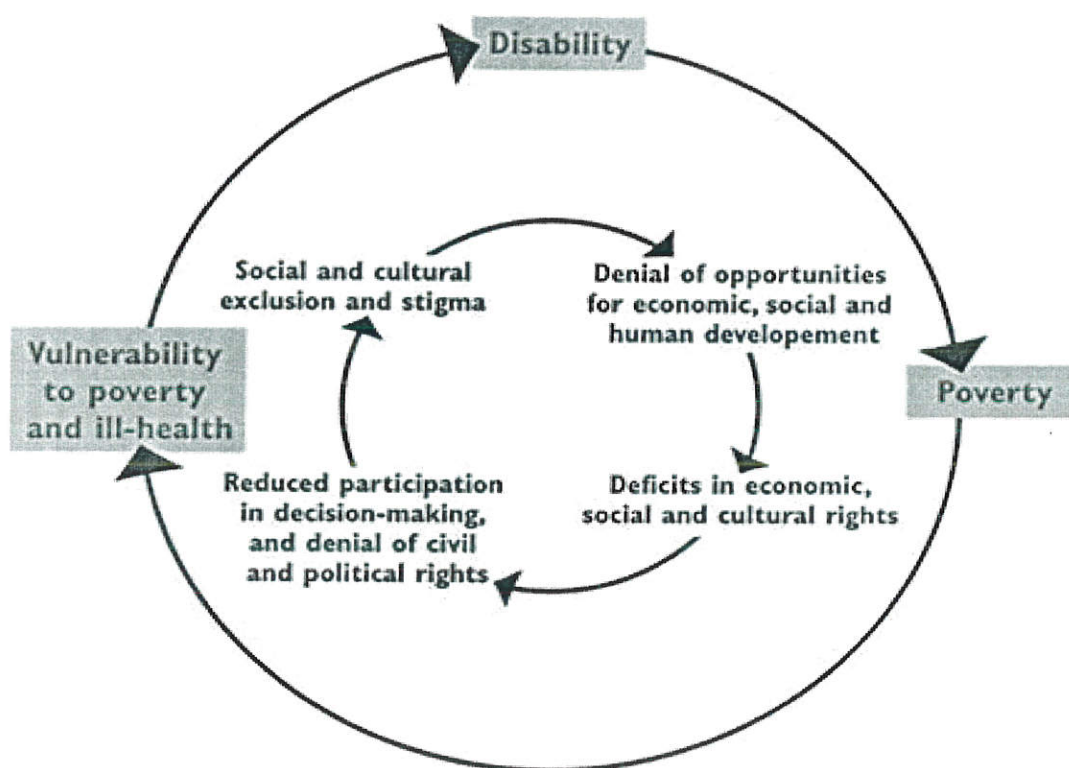 Disability
Social and cultural
exclusion and stigma
Denial of opportunities
for economic, social and
human developement
Vulnerability
to poverty
and ill-health
Poverty
Reduced participation
in decision-making,
and denial of civil
and political rights
Deficits in economic,
social and cultural rights